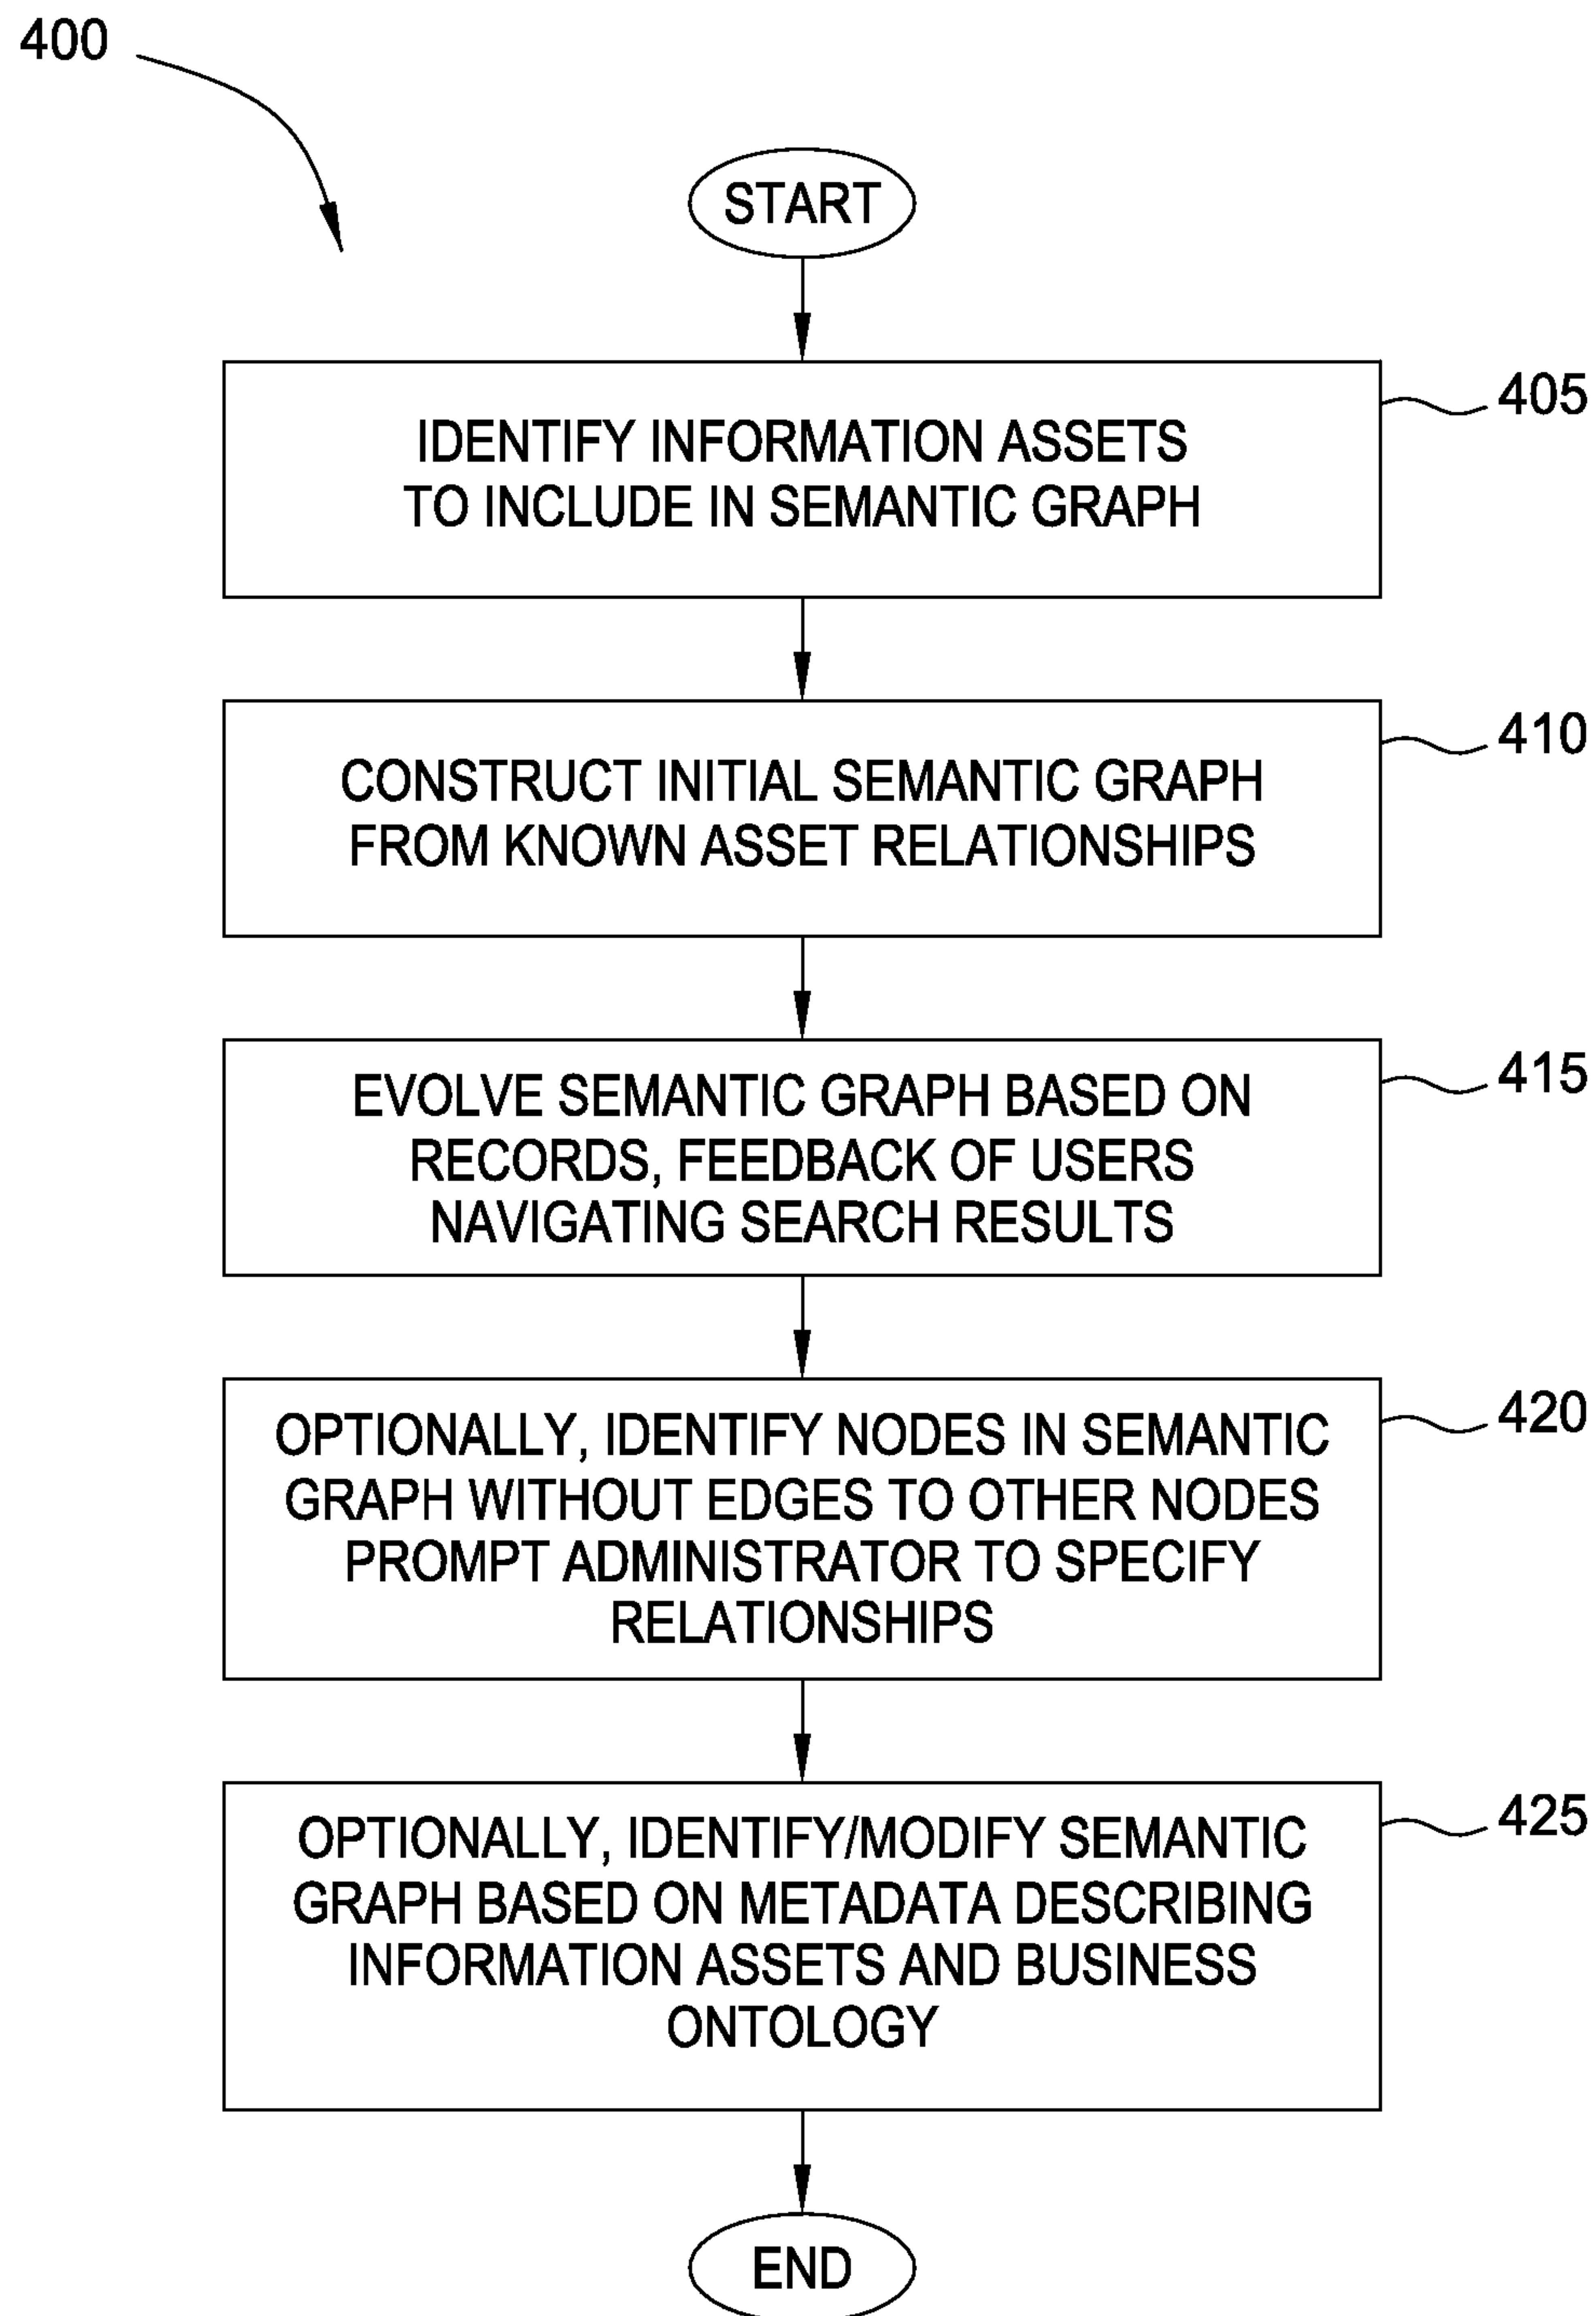 400
START
IDENTIFY INFORMATION ASSETS
TO INCLUDE IN SEMANTIC GRAPH
405
CONSTRUCT INITIAL SEMANTIC GRAPH
FROM KNOWN ASSET RELATIONSHIPS
410
EVOLVE SEMANTIC GRAPH BASED ON
RECORDS, FEEDBACK OF USERS
NAVIGATING SEARCH RESULTS
415
OPTIONALLY, IDENTIFY NODES IN SEMANTIC
GRAPH WITHOUT EDGES TO OTHER NODES
PROMPT ADMINISTRATOR TO SPECIFY
RELATIONSHIPS
420
OPTIONALLY, IDENTIFY/MODIFY SEMANTIC
GRAPH BASED ON METADATA DESCRIBING
INFORMATION ASSETS AND BUSINESS
ONTOLOGY
425
END